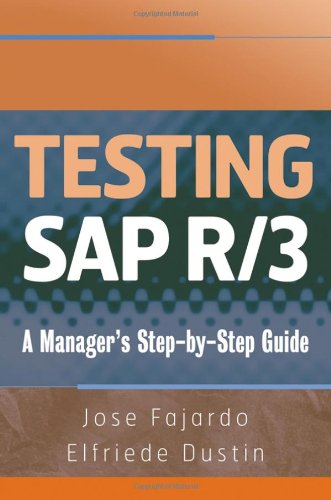 TESTING
SAP R/3
A Manager's Step-by-Step Guide
Jose Fajardo
Elfriede Dustin